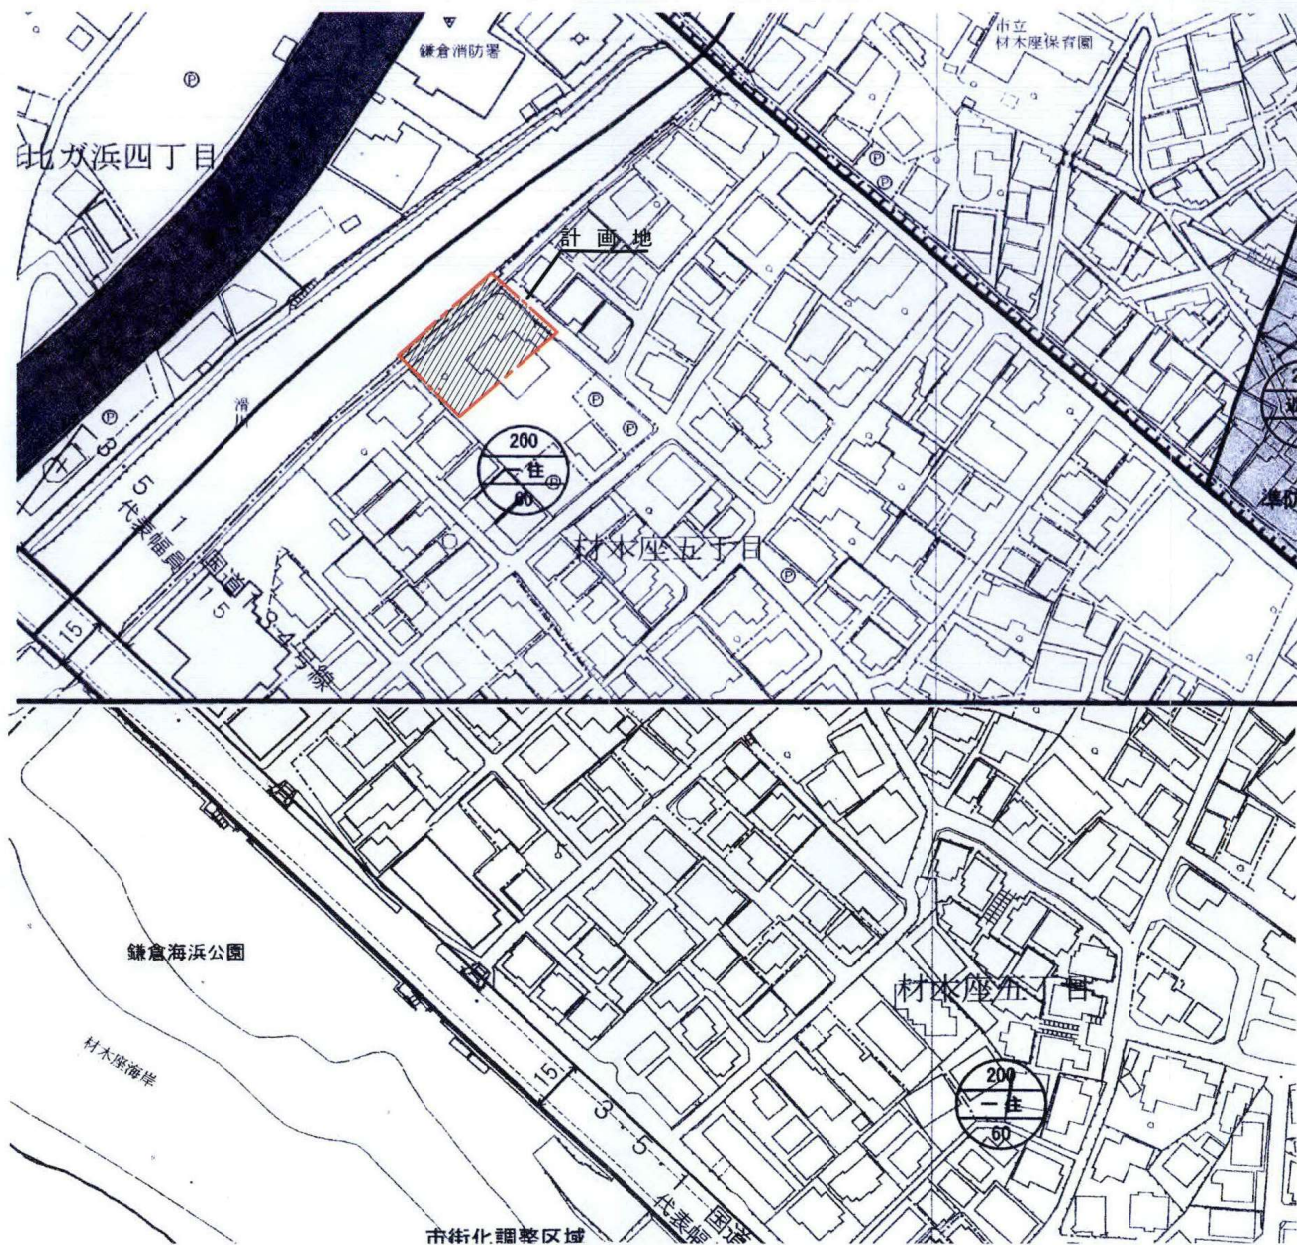 市立
材木座保育園
鎌倉消防署
比ガ浜四丁目
計画地
滑川
200
一住
60
材木座五丁目
準防
3
5
1
代表幅員 15
国道134号線
15
鎌倉海浜公園
材木座海岸
材木座五丁目
200
一住
60
15
3・5
代表幅
国道
市街化調整区域